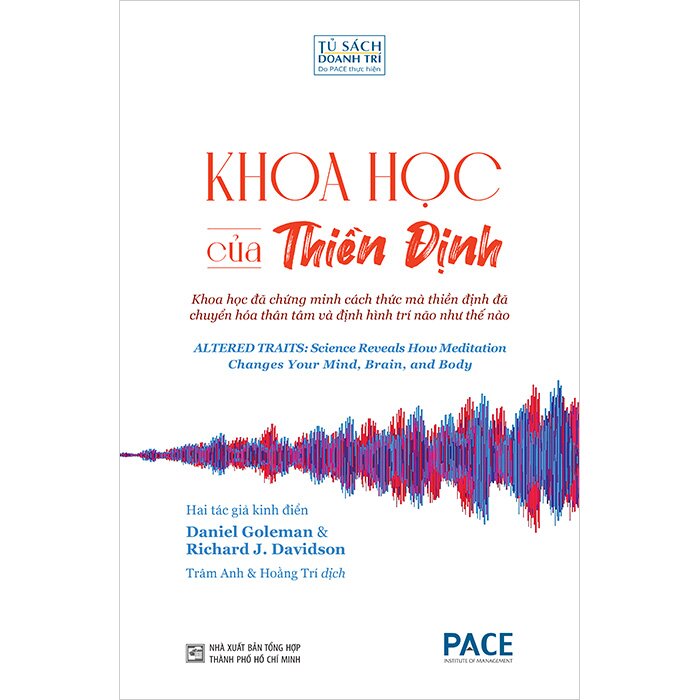 TỦ SÁCH
DOANH TRÍ
Do PACE thực hiện
KHOA HỌC
của Thiền Định
Khoa học đã chứng minh cách thức mà thiền định đã
chuyển hóa thân tâm và định hình trí não như thế nào
ALTERED TRAITS: Science Reveals How Meditation
Changes Your Mind, Brain, and Body
Hai tác giả kinh điển
Daniel Goleman &
Richard J. Davidson
Trâm Anh & Hoằng Trí dịch
NHÀ XUẤT BẢN TỔNG HỢP
THÀNH PHỐ HỒ CHÍ MINH
PACE
INSTITUTE OF MANAGEMENT